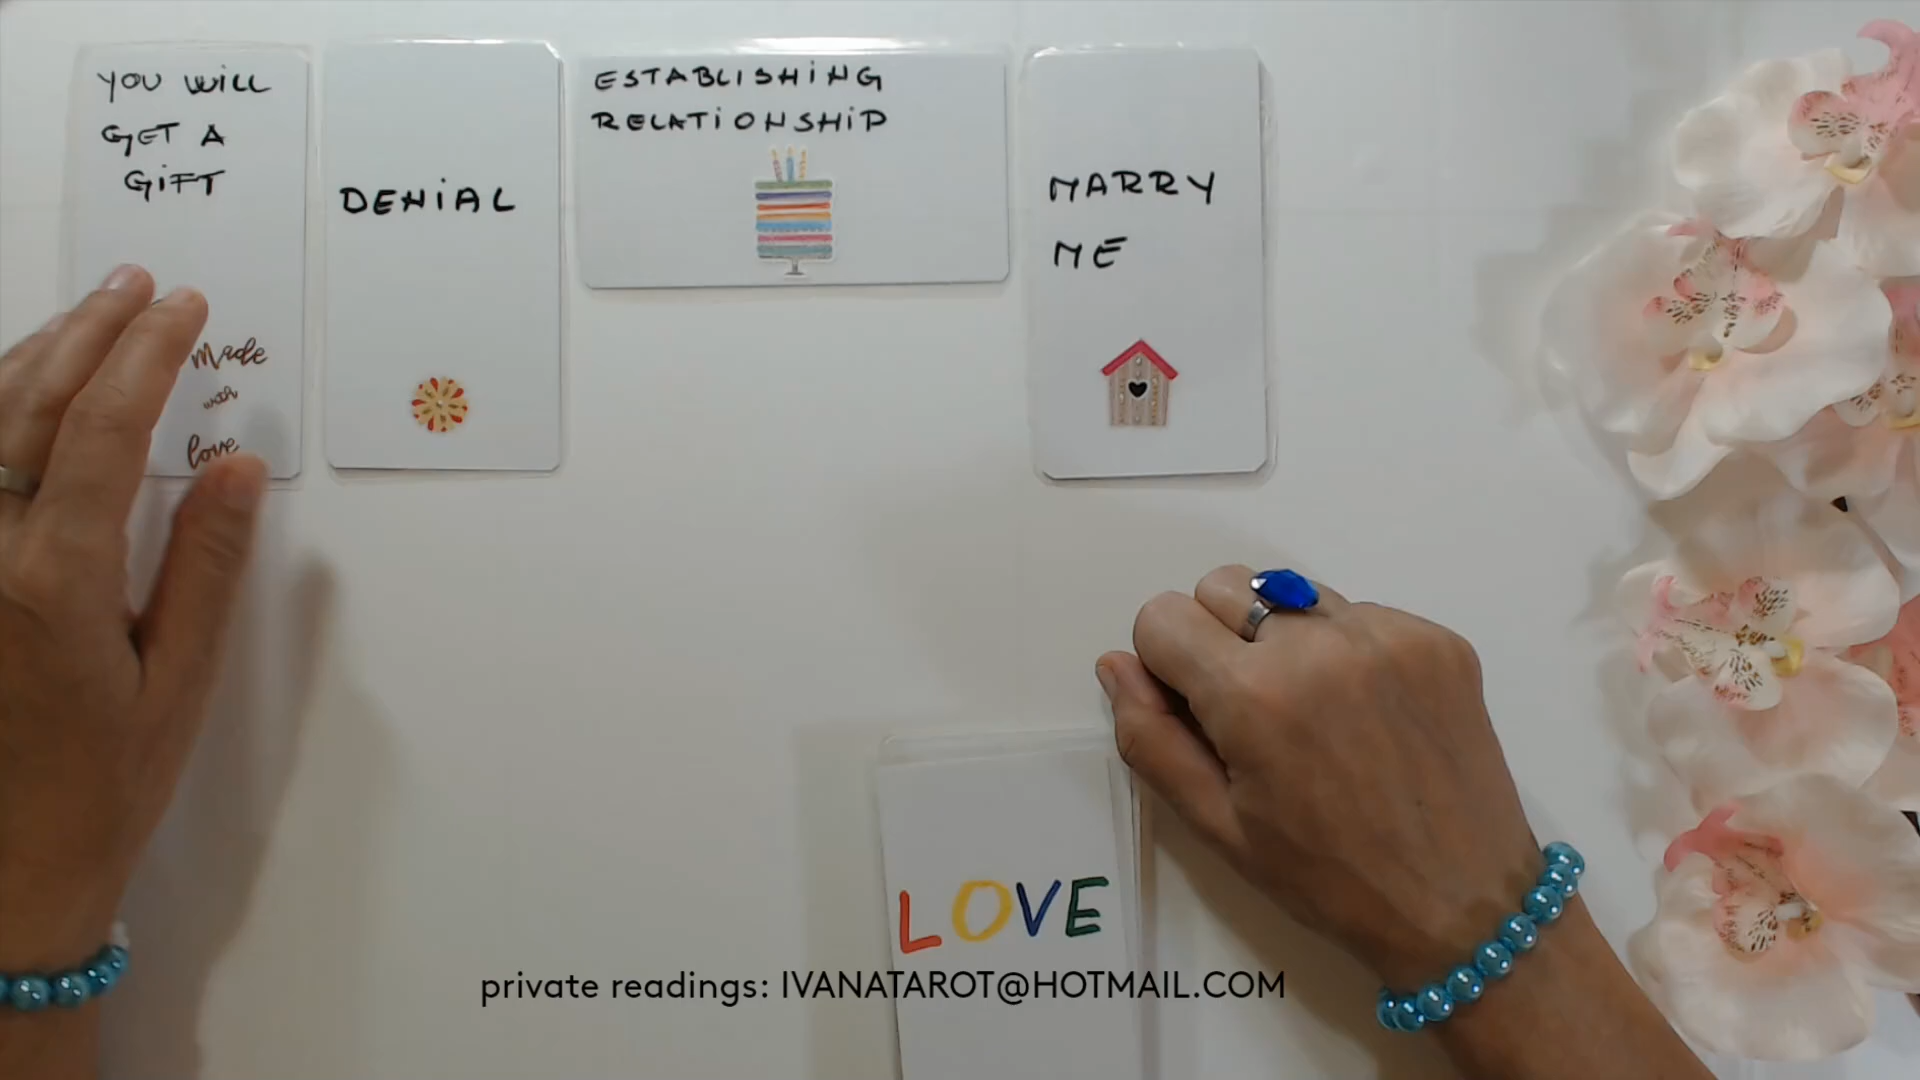 YOU WiLL
GET A
GiFT
Made
with
love
DENiAL
ESTABLISHiNG
RELATiONSHiP
MARRY
ME
LOVE
private readings: IVANATAROT@HOTMAIL.COM